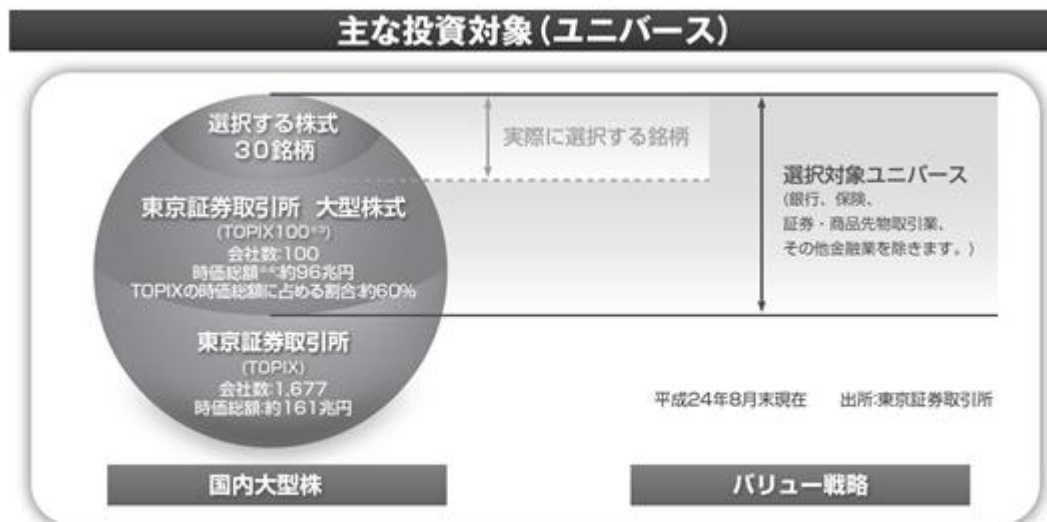 主な投資対象(ユニバース)
選択する株式
30銘柄
実際に選択する銘柄
選択対象ユニバース
(銀行、保険、
証券・商品先物取引業、
その他金融業を除きます。)
東京証券取引所 大型株式
(TOPIX100※3)
会社数:100
時価総額※4:約96兆円
TOPIXの時価総額に占める割合:約60%
東京証券取引所
(TOPIX)
会社数:1,677
時価総額:約161兆円
平成24年8月末現在 出所:東京証券取引所
国内大型株
バリュー戦略